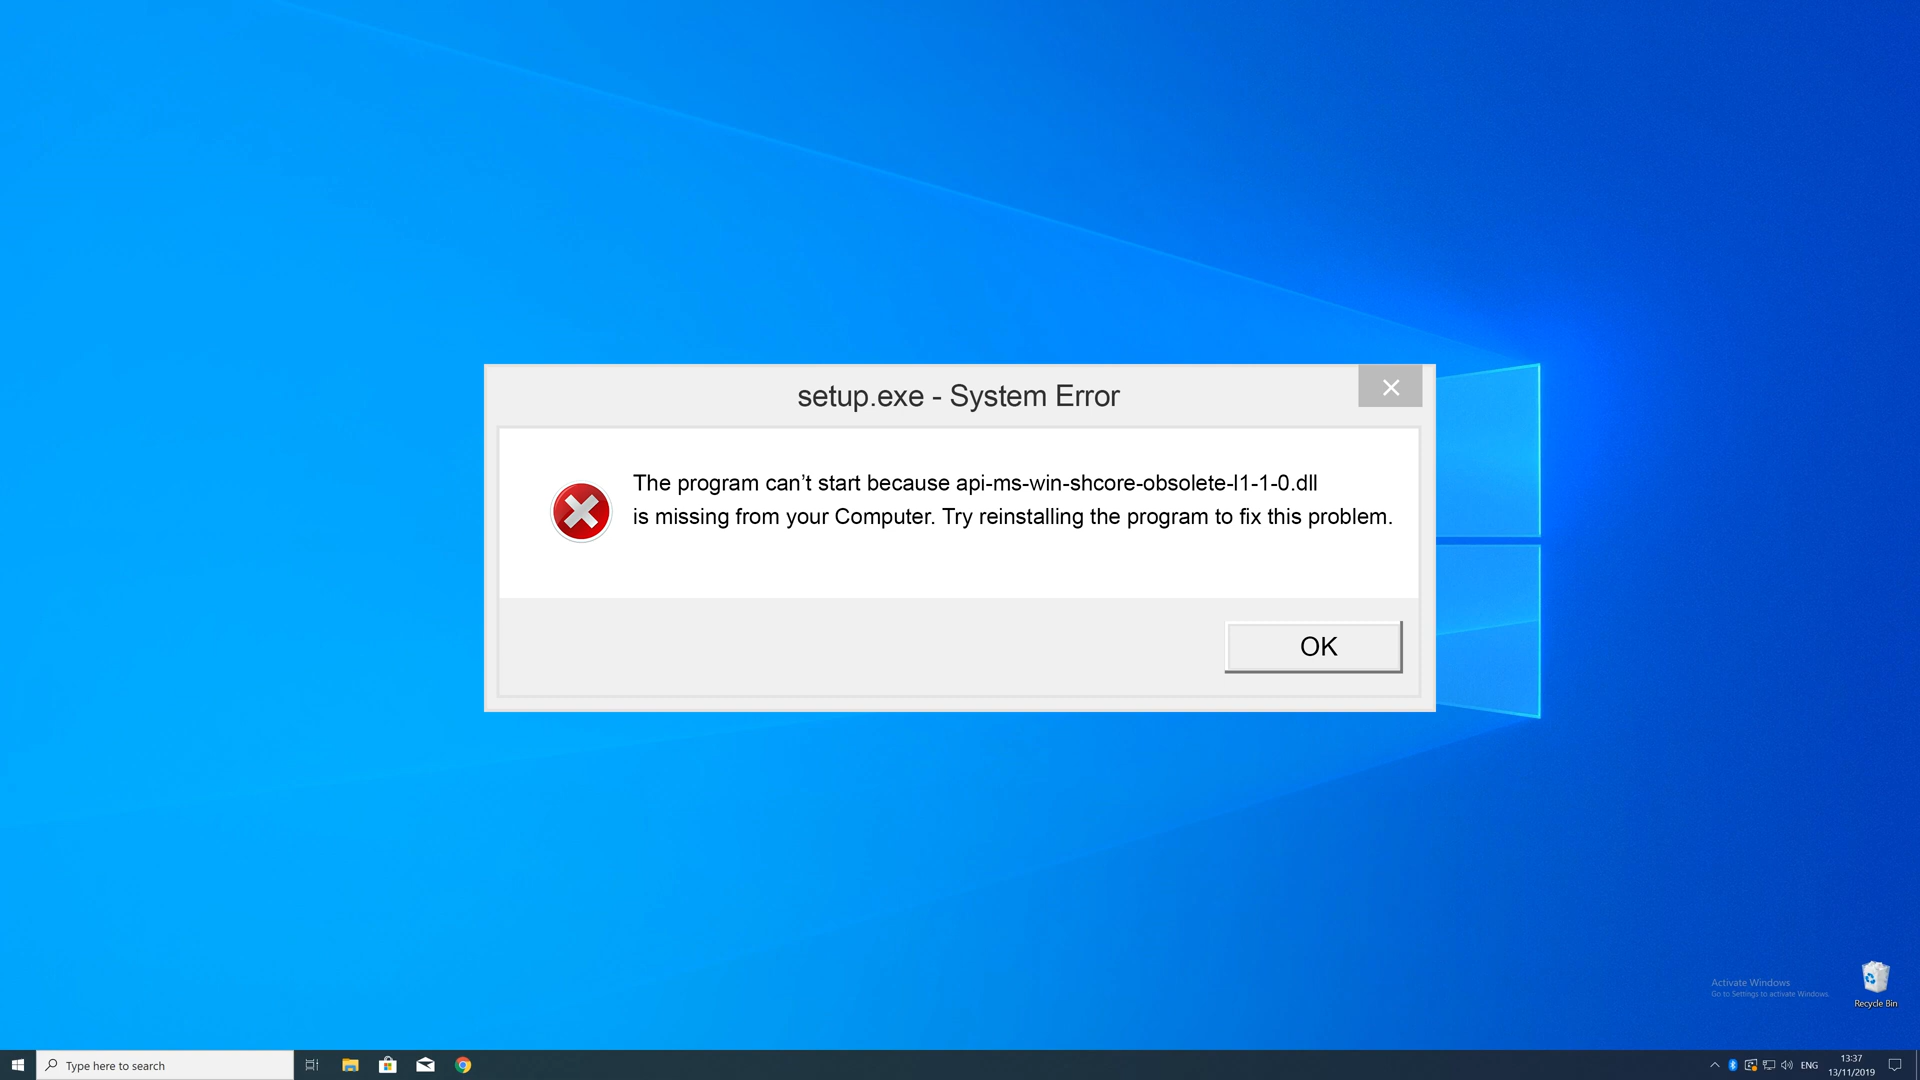 setup.exe - System Error
The program can’t start because api-ms-win-shcore-obsolete-l1-1-0.dll
is missing from your Computer. Try reinstalling the program to fix this problem.
OK
Activate Windows
Go to Settings to activate Windows.
Recycle Bin
Type here to search
ENG
13:37
13/11/2019